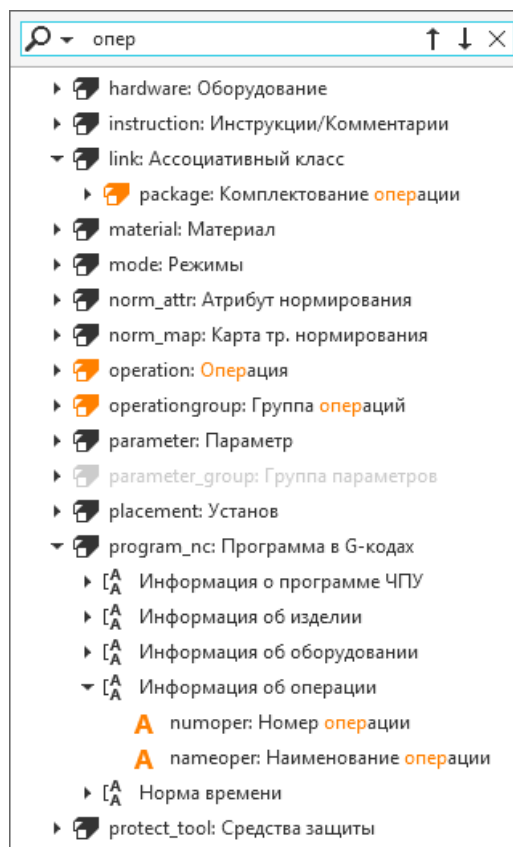 опер
hardware: Оборудование
instruction: Инструкции/Комментарии
link: Ассоциативный класс
package: Комплектование операции
material: Материал
mode: Режимы
norm_attr: Атрибут нормирования
norm_map: Карта тр. нормирования
operation: Операция
operationgroup: Группа операций
parameter: Параметр
parameter_group: Группа параметров
placement: Установ
program_nc: Программа в G-кодах
Информация о программе ЧПУ
Информация об изделии
Информация об оборудовании
Информация об операции
numoper: Номер операции
nameoper: Наименование операции
Норма времени
protect_tool: Средства защиты